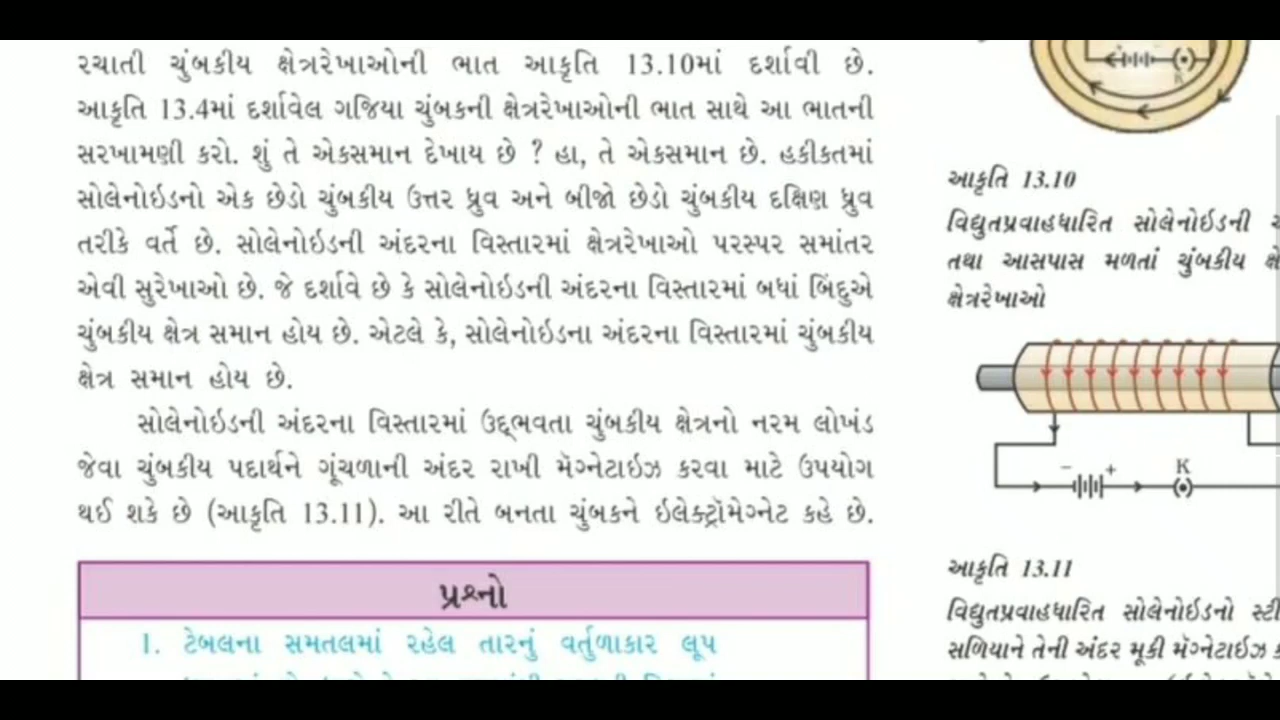 રચાતી ચુંબકીય ક્ષેત્રરેખાઓની ભાત આકૃતિ 13.10માં દર્શાવી છે.
આકૃતિ 13.4માં દર્શાવેલ ગજિયા ચુંબકની ક્ષેત્રરેખાઓની ભાત સાથે આ ભાતની
સરખામણી કરો. શું તે એકસમાન દેખાય છે ? હા, તે એકસમાન છે. હકીકતમાં
સોલેનોઇડનો એક છેડો ચુંબકીય ઉત્તર ધ્રુવ અને બીજો છેડો ચુંબકીય દક્ષિણ ધ્રુવ
તરીકે વર્તે છે. સોલેનોઇડની અંદરના વિસ્તારમાં ક્ષેત્રરેખાઓ પરસ્પર સમાંતર
એવી સુરેખાઓ છે. જે દર્શાવે છે કે સોલેનોઇડની અંદરના વિસ્તારમાં બધાં બિંદુએ
ચુંબકીય ક્ષેત્ર સમાન હોય છે. એટલે કે, સોલેનોઇડના અંદરના વિસ્તારમાં ચુંબકીય
ક્ષેત્ર સમાન હોય છે.
સોલેનોઇડની અંદરના વિસ્તારમાં ઉદ્ભવતા ચુંબકીય ક્ષેત્રનો નરમ લોખંડ
જેવા ચુંબકીય પદાર્થને ગૂંચળાની અંદર રાખી મૅગ્નેટાઇઝ કરવા માટે ઉપયોગ
થઈ શકે છે (આકૃતિ 13.11). આ રીતે બનતા ચુંબકને ઇલેક્ટ્રૉમેગ્નેટ કહે છે.
પ્રશ્નો
1. ટેબલના સમતલમાં રહેલ તારનું વર્તુળાકાર લૂપ
K
આકૃતિ 13.10
વિદ્યુતપ્રવાહધારિત સોલેનોઇડની
તથા આસપાસ મળતાં ચુંબકીય
ક્ષેત્રરેખાઓ
- + K
આકૃતિ 13.11
વિદ્યુતપ્રવાહધારિત સોલેનોઇડનો
સળિયાને તેની અંદર મૂકી મૅગ્નેટાઇઝ